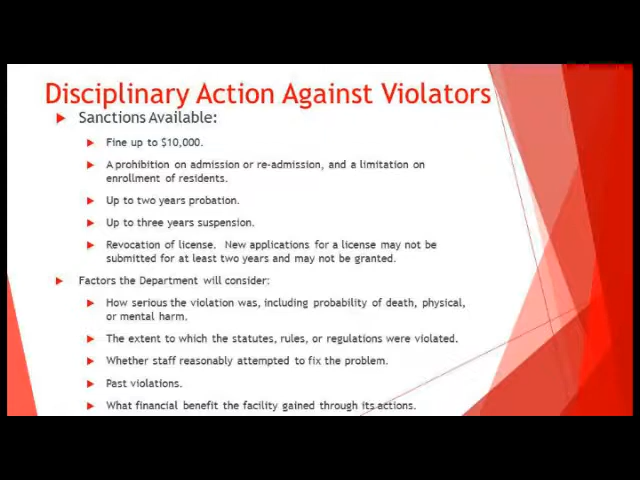 Disciplinary Action Against Violators
Sanctions Available:
Fine up to $10,000.
A prohibition on admission or re-admission, and a limitation on
enrollment of residents.
Up to two years probation.
Up to three years suspension.
Revocation of license. New applications for a license may not be
submitted for at least two years and may not be granted.
Factors the Department will consider:
How serious the violation was, including probability of death, physical,
or mental harm.
The extent to which the statutes, rules, or regulations were violated.
Whether staff reasonably attempted to fix the problem.
Past violations.
What financial benefit the facility gained through its actions.